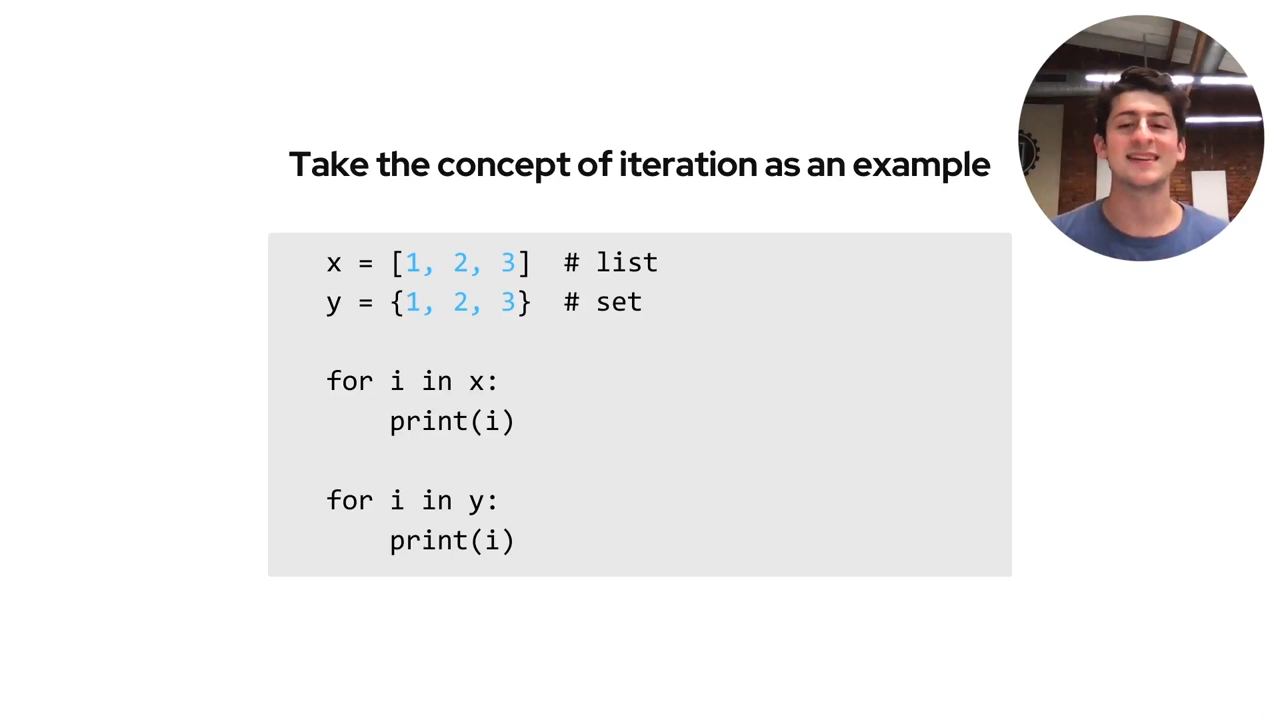 Take the concept of iteration as an example
x = [1, 2, 3]  # list
y = {1, 2, 3}  # set
for i in x:
    print(i)
for i in y:
    print(i)